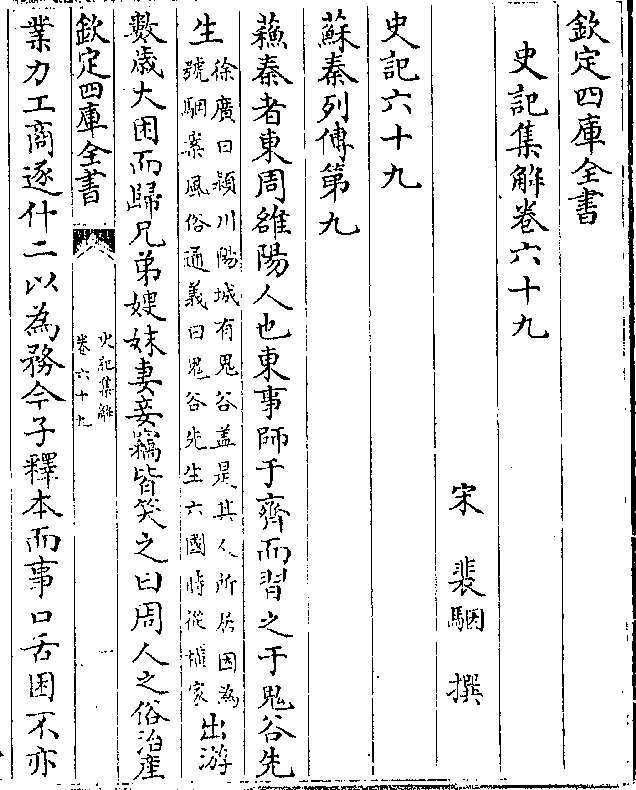 欽定四庫全書
史記集解卷六十九
宋 裴駰 撰
史記六十九
蘇秦列傳第九
蘓秦者東周雒陽人也東事師于齊而習之于鬼谷先
生
徐廣曰潁川陽城有鬼谷盖是其人所居因為
號駰案風俗通義曰鬼谷先生六國時從橫家
出游
數歲大困而歸兄弟嫂妹妻妾竊皆笑之曰周人之俗治產
欽定四庫全書
史記集解
卷六十九
一
業力工商逐什二以為務今子釋本而事口舌困不亦